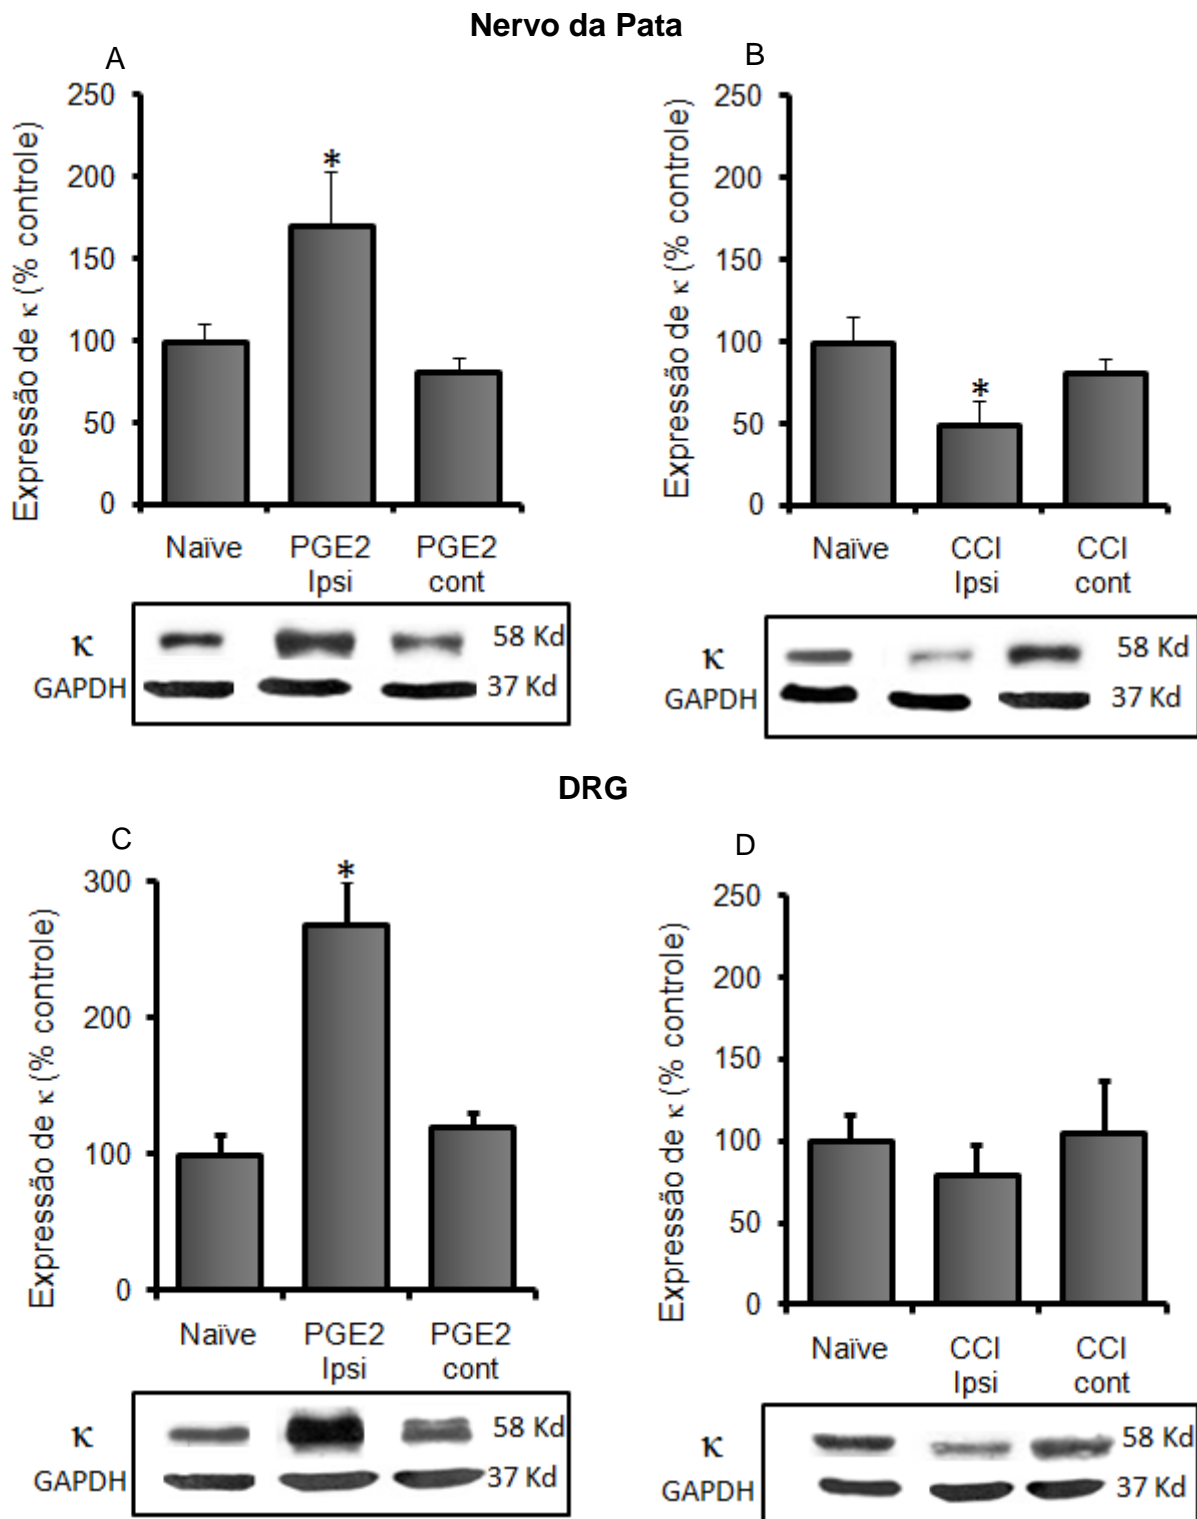 Nervo da Pata
A
Expressão de κ (% controle)
250
200
150
100
50
0
*
Naïve
PGE2
Ipsi
PGE2
cont
κ
58 Kd
GAPDH
37 Kd
B
Expressão de κ (% controle)
250
200
150
100
50
0
*
Naïve
CCI
Ipsi
CCI
cont
κ
58 Kd
GAPDH
37 Kd
DRG
C
Expressão de κ (% controle)
300
200
100
0
*
Naïve
PGE2
Ipsi
PGE2
cont
κ
58 Kd
GAPDH
37 Kd
D
Expressão de κ (% controle)
250
200
150
100
50
0
Naïve
CCI
Ipsi
CCI
cont
κ
58 Kd
GAPDH
37 Kd